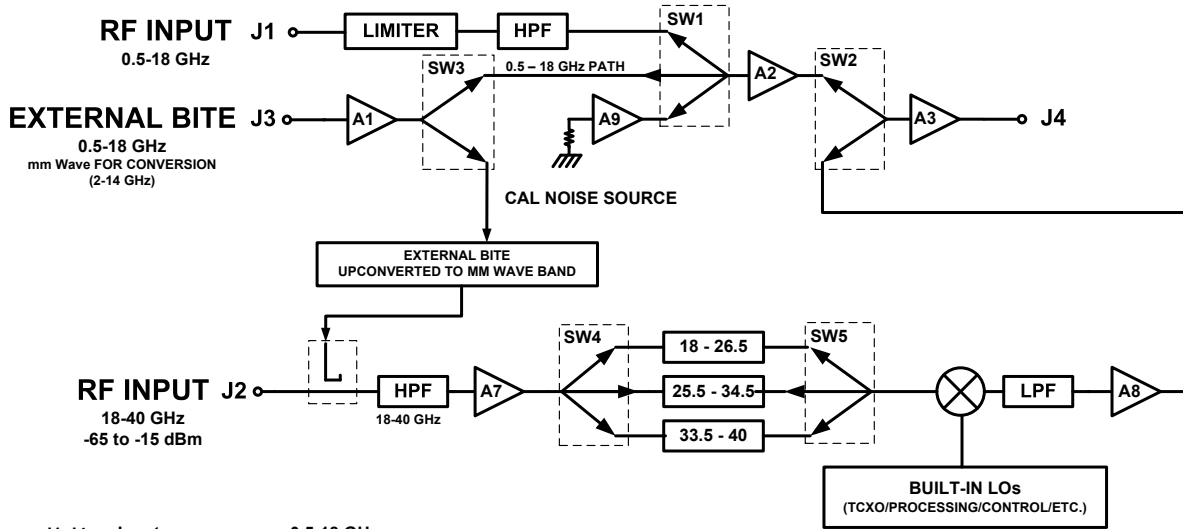 RF INPUT J1
0.5-18 GHz
LIMITER
HPF
SW1
SW3
0.5 – 18 GHz PATH
A2
SW2
EXTERNAL BITE J3
0.5-18 GHz
mm Wave FOR CONVERSION
(2-14 GHz)
A1
A9
A3
J4
CAL NOISE SOURCE
EXTERNAL BITE
UPCONVERTED TO MM WAVE BAND
SW4
SW5
18 - 26.5
RF INPUT J2
18-40 GHz
-65 to -15 dBm
HPF
18-40 GHz
A7
25.5 - 34.5
LPF
A8
33.5 - 40
BUILT-IN LOs
(TCXO/PROCESSING/CONTROL/ETC.)
0.5-18 GHz